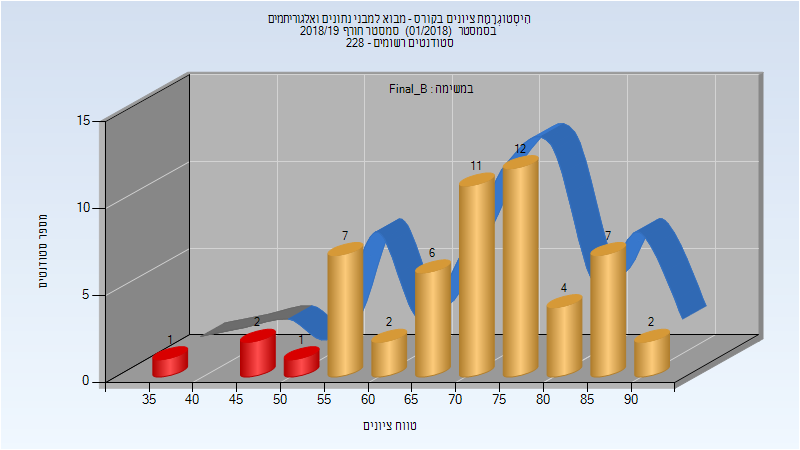 הִיסְטוֹגְרַמַת ציונים בקורס - מבוא למבני נתונים ואלגוריתמים
בסמסטר (01/2018) סמסטר חורף 2018/19
סטודנטים רשומים - 228
במשימה : Final_B
מספר סטודנטים
15
10
5
0
1
2
1
7
2
6
11
12
4
7
2
35 40 45 50 55 60 65 70 75 80 85 90
טווח ציונים